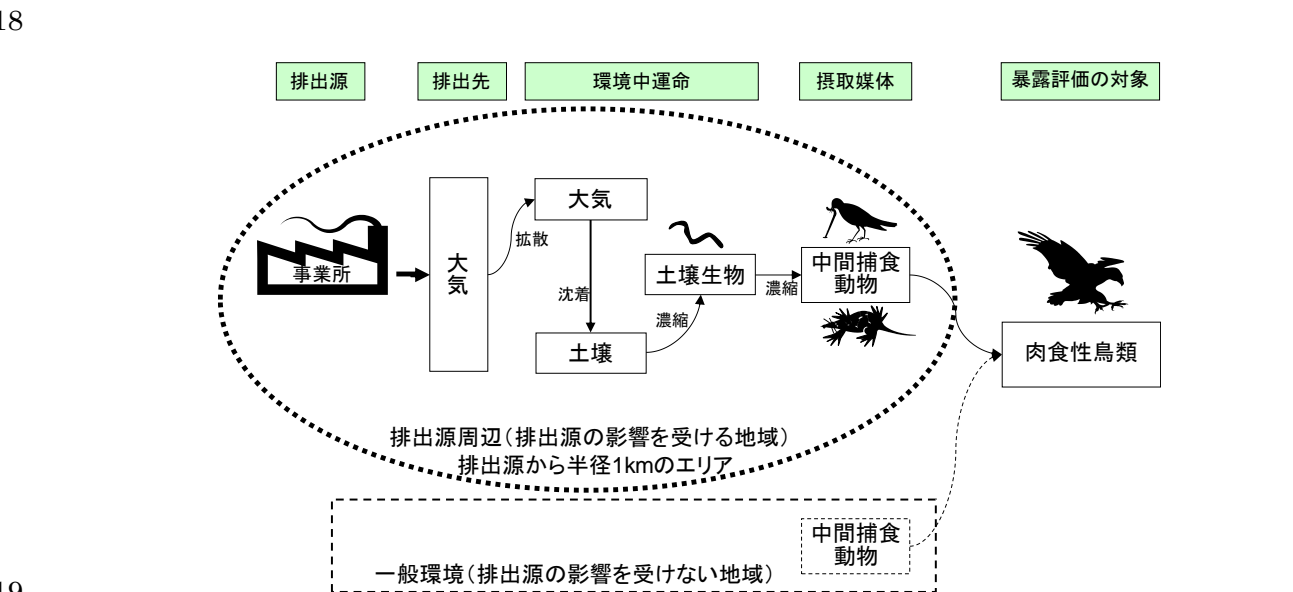 18
排出源
排出先
環境中運命
摂取媒体
暴露評価の対象
事業所
大
気
拡散
大気
沈着
土壌
濃縮
土壌生物
濃縮
中間捕食
動物
肉食性鳥類
排出源周辺(排出源の影響を受ける地域)
排出源から半径1kmのエリア
中間捕食
動物
一般環境(排出源の影響を受けない地域)
19